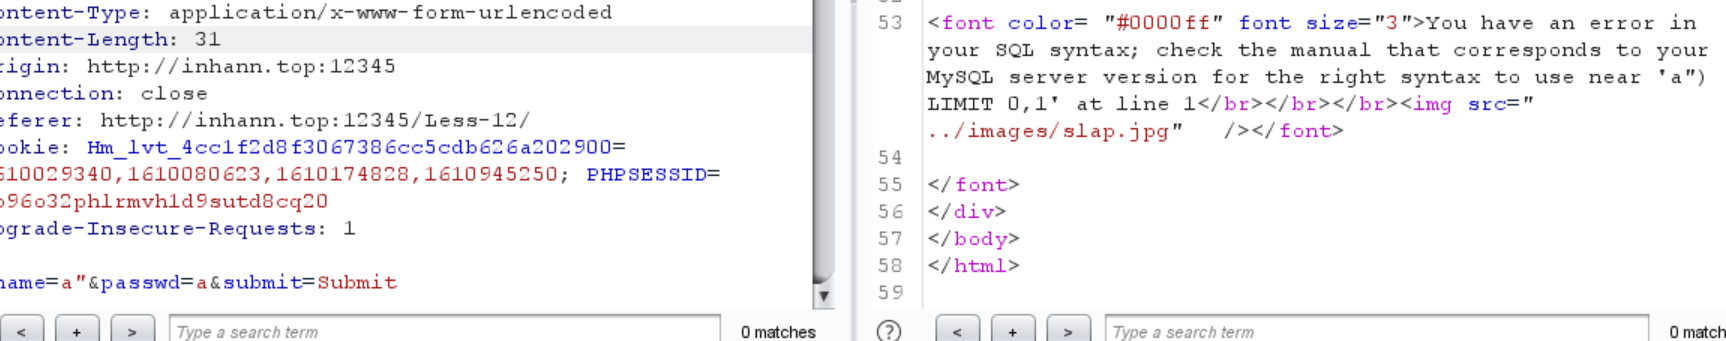 ontent-Type: application/x-www-form-urlencoded
ontent-Length: 31
rigin: http://inhann.top:12345
onnection: close
eferer: http://inhann.top:12345/Less-12/
ookie: Hm_lvt_4cc1f2d8f3067386cc5cdb626a202900=
610029340,1610080623,1610174828,1610945250; PHPSESSID=
o96o32phlrmvh1d9sutd8cq20
pgrade-Insecure-Requests: 1
name=a"&passwd=a&submit=Submit
< + > Type a search term 0 matches
53 <font color= "#0000ff" font size="3">You have an error in
your SQL syntax; check the manual that corresponds to your
MySQL server version for the right syntax to use near 'a")
LIMIT 0,1' at line 1</br></br></br><img src="
../images/slap.jpg" /></font>
54
55 </font>
56 </div>
57 </body>
58 </html>
59
? < + > Type a search term 0 match